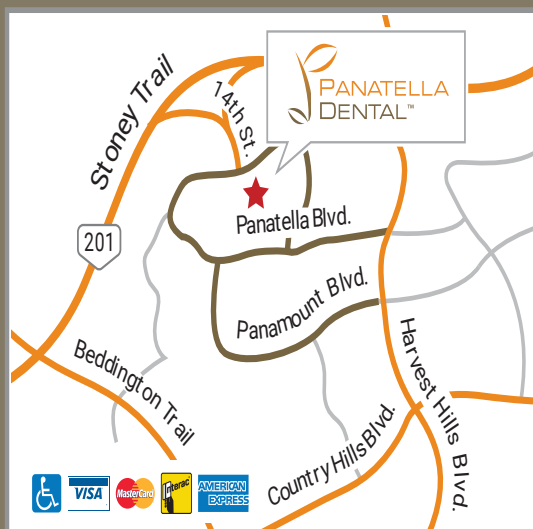 PANATELLA
DENTAL™
Stoney Trail
14th St.
201
Panatella Blvd.
Panamount Blvd.
Beddington Trail
Harvest Hills Blvd.
Country Hills Blvd.
VISA
MasterCard
Interac
AMERICAN
EXPRESS